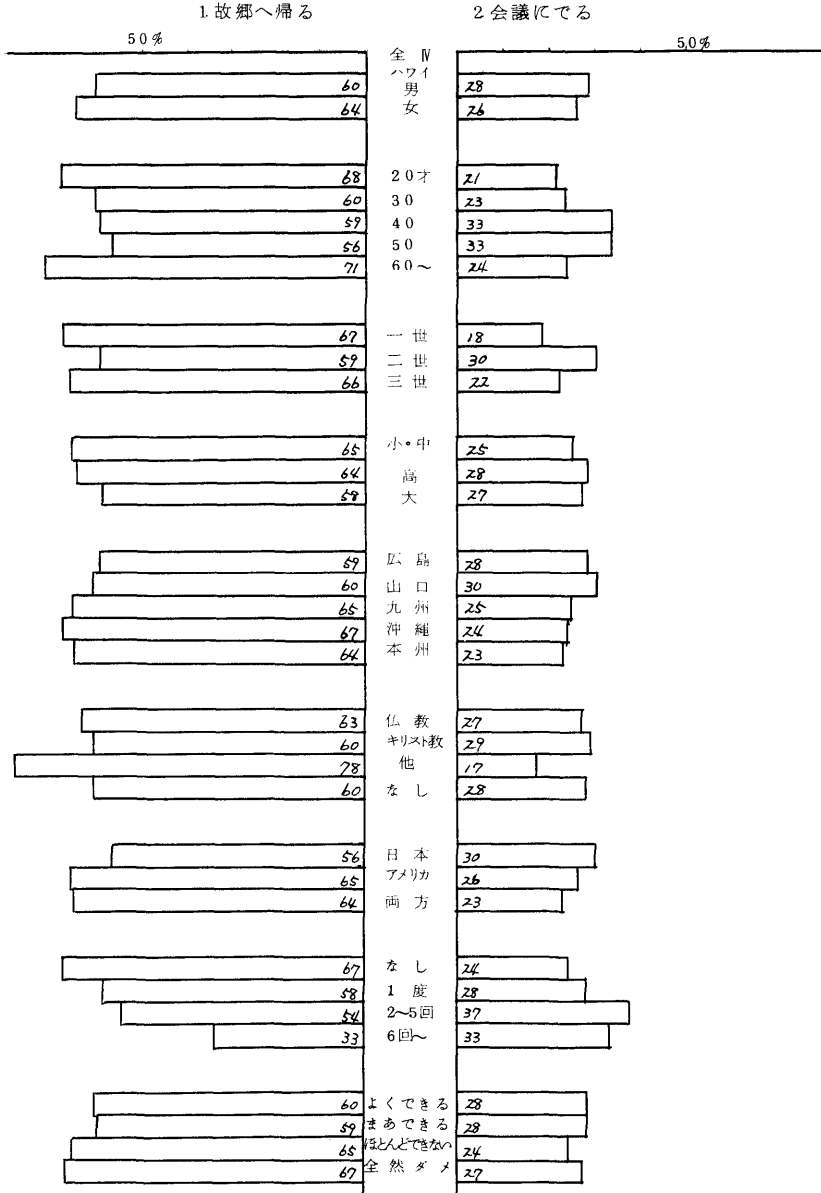 1.故郷へ帰る 2会議にでる
50% 50%
全 Ⅳ
ハワイ
60 男 28
64 女 26
68 20才 21
60 30 23
59 40 33
56 50 33
71 60~ 24
67 一世 18
59 二世 30
66 三世 22
65 小・中 25
64 高 28
58 大 27
59 広島 28
60 山口 30
65 九州 25
67 沖縄 24
64 本州 23
63 仏教 27
60 キリスト教 29
78 他 17
60 なし 28
56 日本 30
65 アメリカ 26
64 両方 23
67 なし 24
58 1度 28
54 2~5回 37
33 6回~ 33
60 よくできる 28
59 まあできる 28
65 ほとんどできない 24
67 全然ダメ 27